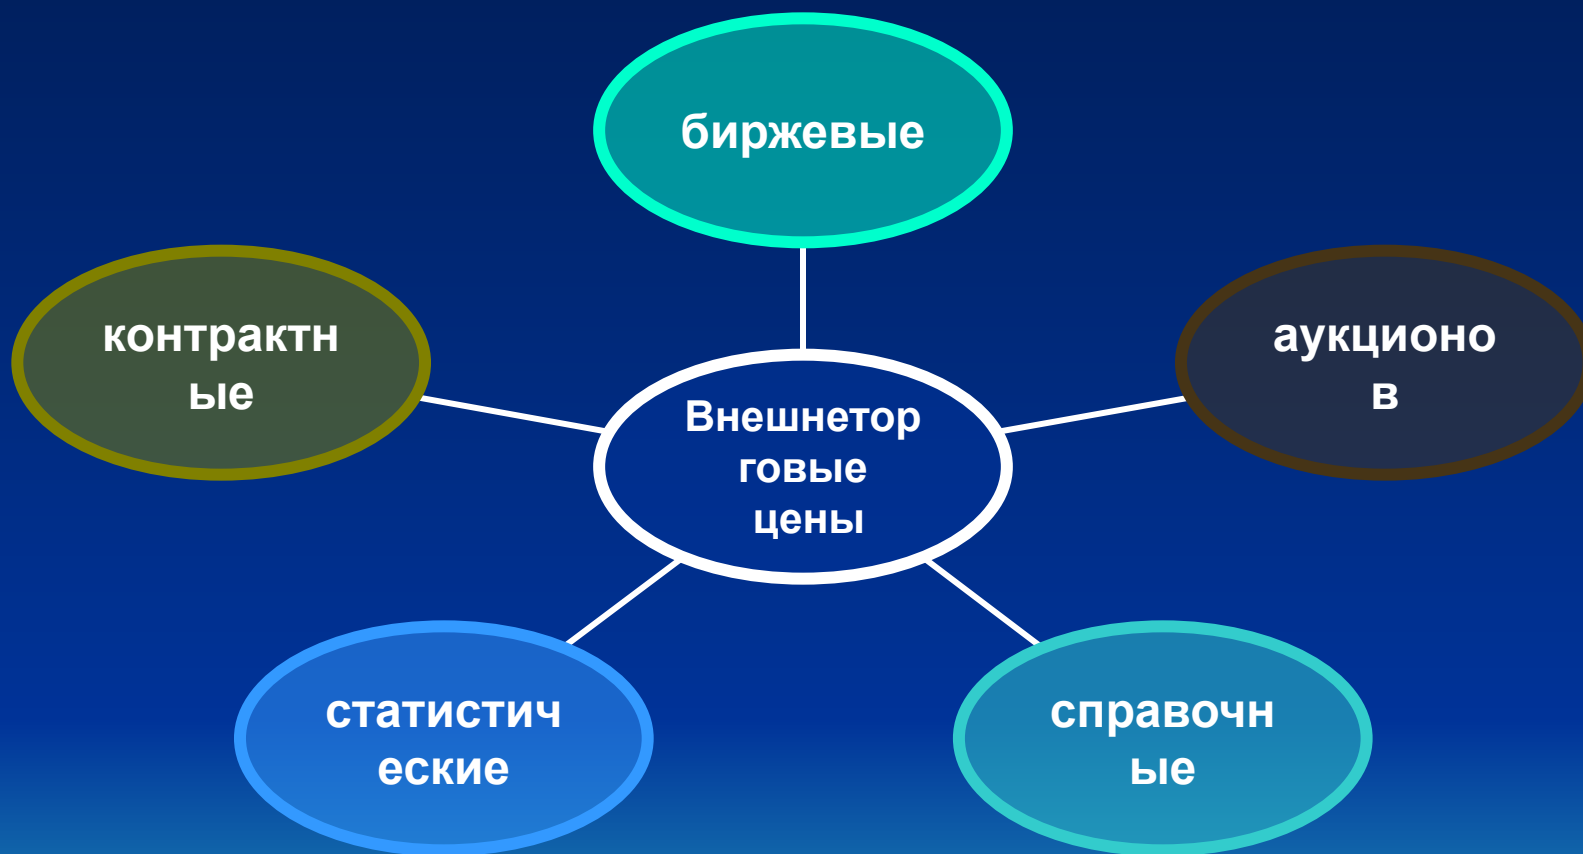 биржевые
контрактн
ые
аукционо
в
Внешнетор
говые
цены
статистич
еские
справочн
ые